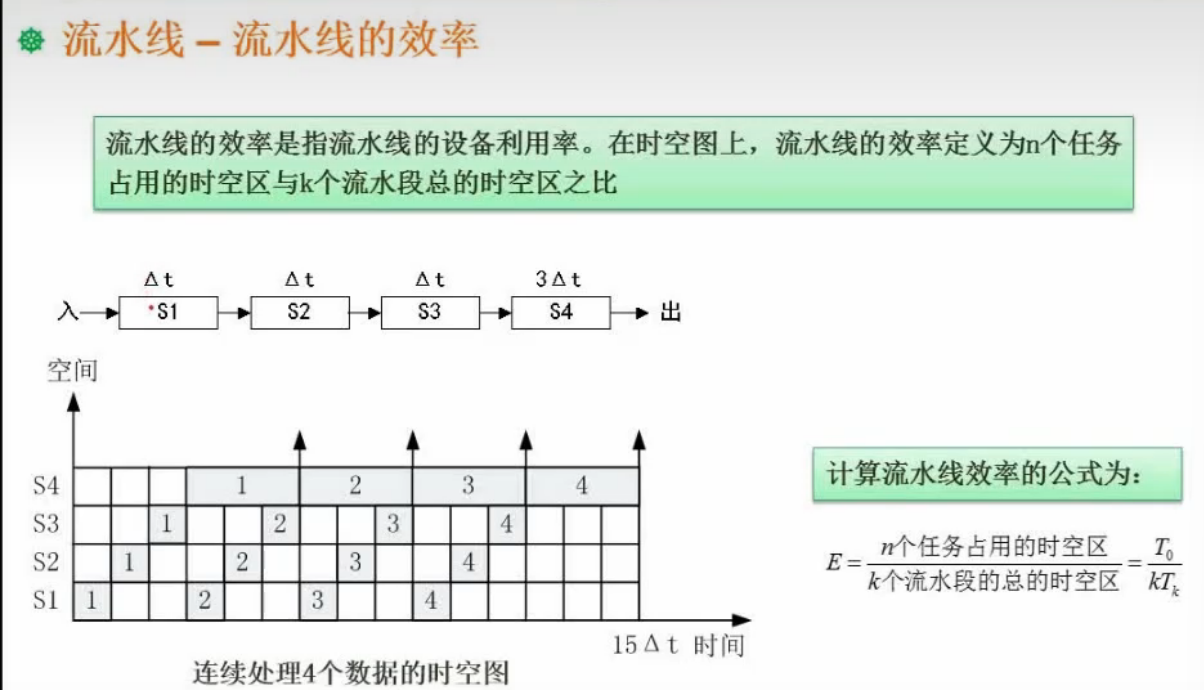 流水线 – 流水线的效率
流水线的效率是指流水线的设备利用率。在时空图上，流水线的效率定义为n个任务
占用的时空区与k个流水段总的时空区之比
Δt Δt Δt 3Δt
入 S1 S2 S3 S4 出
空间
S4 1 2 3 4
S3 1 2 3 4
S2 1 2 3 4
S1 1 2 3 4
15Δt 时间
连续处理4个数据的时空图
计算流水线效率的公式为：
E = n个任务占用的时空区 / k个流水段的总的时空区 = T₀ / kTₖ